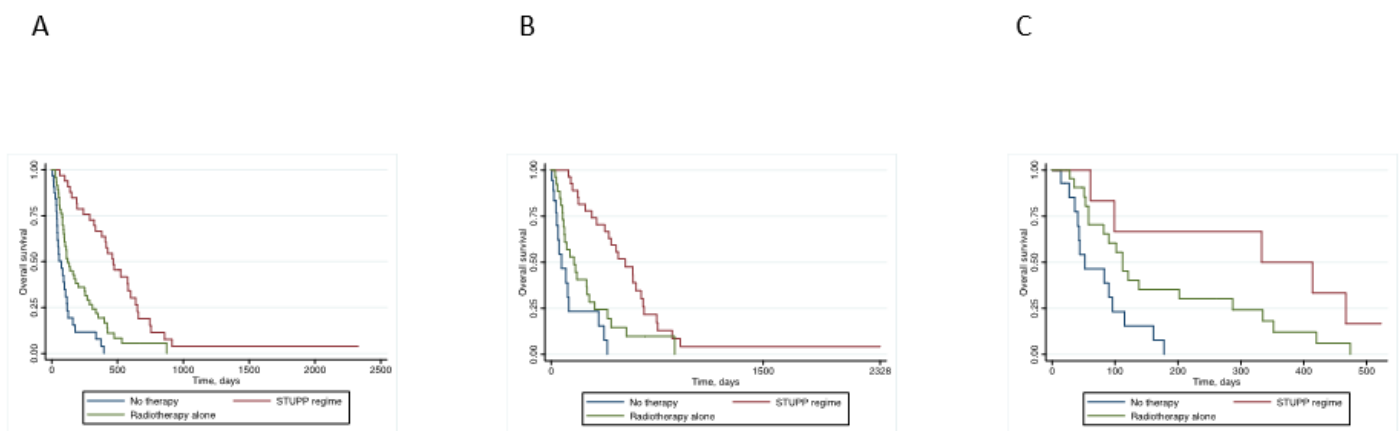 A B C
1.00 1.00 1.00
0.75 0.75 0.75
Overall survival Overall survival Overall survival
0.50 0.50 0.50
0.25 0.25 0.25
0.00 0.00 0.00
0 500 1000 1500 2000 2500 0 1500 2328 0 100 200 300 400 500
Time, days Time, days Time, days
No therapy STUPP regime No therapy STUPP regime No therapy STUPP regime
Radiotherapy alone Radiotherapy alone Radiotherapy alone